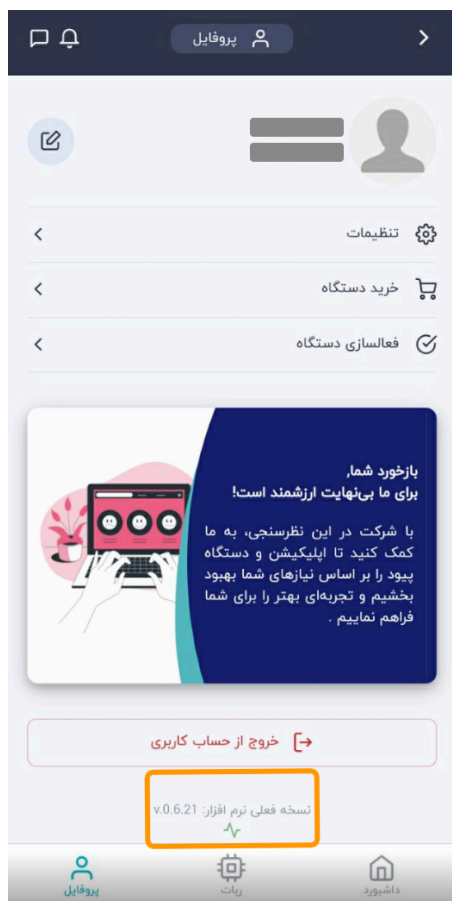 پروفایل
تنظیمات
خرید دستگاه
فعالسازی دستگاه
بازخورد شما,
برای ما بی‌نهایت ارزشمند است!
با شرکت در این نظرسنجی، به ما
کمک کنید تا اپلیکیشن و دستگاه
پیود را بر اساس نیازهای شما بهبود
بخشیم و تجربه‌ای بهتر را برای شما
فراهم نماییم .
خروج از حساب کاربری
نسخه فعلی نرم افزار: v.0.6.21
داشبورد
ربات
پروفایل